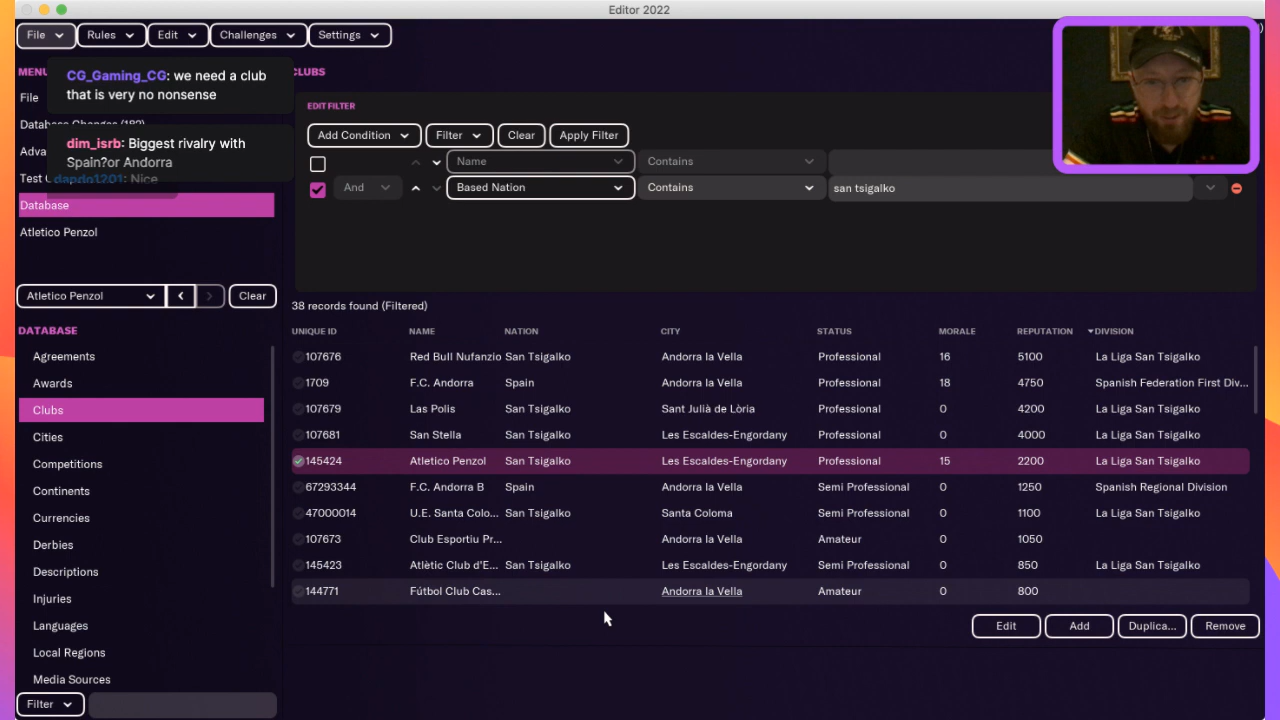 Editor 2022
File Rules Edit Challenges Settings
MENU
CG_Gaming_CG: we need a club
that is very no nonsense
dim_isrb: Biggest rivalry with
Spain?or Andorra
dando1201: Nice
File
Database Changes (182)
Adva
Test
Database
Atletico Penzol
Atletico Penzol Clear
DATABASE
Agreements
Awards
Clubs
Cities
Competitions
Continents
Currencies
Derbies
Descriptions
Injuries
Languages
Local Regions
Media Sources
Filter
CLUBS
EDIT FILTER
Add Condition Filter Clear Apply Filter
Name Contains
And Based Nation Contains san tsigalko
38 records found (Filtered)
UNIQUE ID NAME NATION CITY STATUS MORALE REPUTATION DIVISION
107676 Red Bull Nufanzio San Tsigalko Andorra la Vella Professional 16 5100 La Liga San Tsigalko
1709 F.C. Andorra Spain Andorra la Vella Professional 18 4750 Spanish Federation First Div...
107679 Las Polis San Tsigalko Sant Julià de Lòria Professional 0 4200 La Liga San Tsigalko
107681 San Stella San Tsigalko Les Escaldes-Engordany Professional 0 4000 La Liga San Tsigalko
145424 Atletico Penzol San Tsigalko Les Escaldes-Engordany Professional 15 2200 La Liga San Tsigalko
67293344 F.C. Andorra B Spain Andorra la Vella Semi Professional 0 1250 Spanish Regional Division
47000014 U.E. Santa Colo... San Tsigalko Santa Coloma Semi Professional 0 1100 La Liga San Tsigalko
107673 Club Esportiu Pr... Andorra la Vella Amateur 0 1050
145423 Atlètic Club d'E... San Tsigalko Les Escaldes-Engordany Semi Professional 0 850 La Liga San Tsigalko
144771 Fútbol Club Cas... Andorra la Vella Amateur 0 800
Edit Add Duplica... Remove